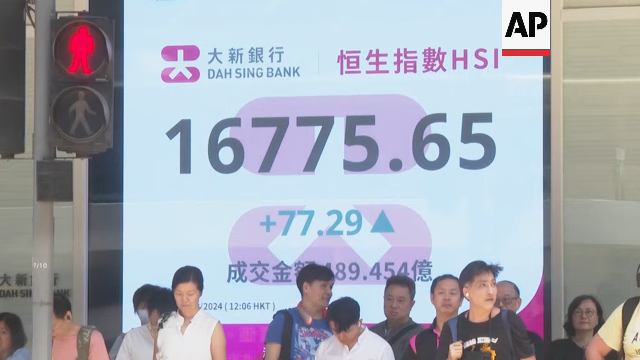 AP
大新銀行
DAH SING BANK
恒生指數HSI
16775.65
+77.29▲
成交金額 489.454億
/2024 ( 12:06 HKT )
大新銀行
DAH SING BANK